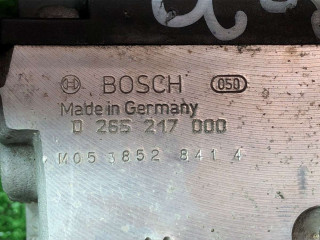 BOSCH 050
Made in Germany
0 265 217 000
M05 1852 841 4